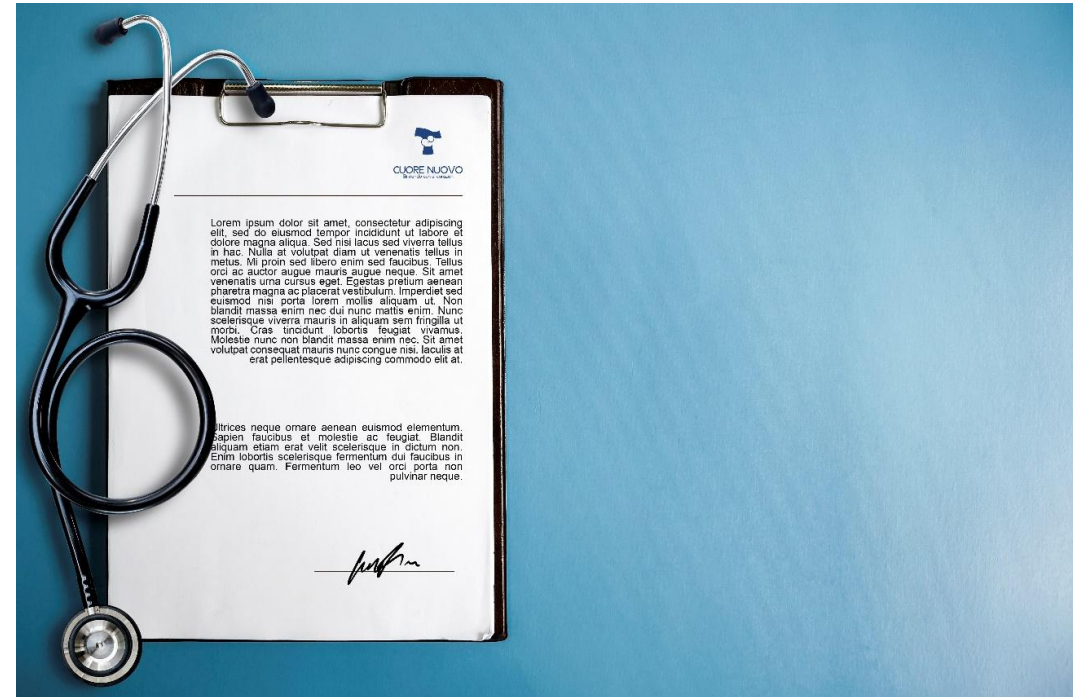 CUORE NUOVO
Lorem ipsum dolor sit amet, consectetur adipiscing
elit, sed do eiusmod tempor incididunt ut labore et
dolore magna aliqua. Sed nisi lacus sed viverra tellus
in hac. Nulla at volutpat diam ut venenatis tellus in
metus. Mi proin sed libero enim sed faucibus. Tellus
orci ac auctor augue mauris augue neque. Sit amet
venenatis urna cursus eget. Egestas pretium aenean
pharetra magna ac placerat vestibulum. Imperdiet sed
euismod nisi porta lorem mollis aliquam ut. Non
blandit massa enim nec dui nunc mattis enim. Nunc
scelerisque viverra mauris in aliquam sem fringilla ut
morbi. Cras tincidunt lobortis feugiat vivamus.
Molestie nunc non blandit massa enim nec. Sit amet
volutpat consequat mauris nunc congue nisi. Iaculis at
erat pellentesque adipiscing commodo elit at.
Ultrices neque ornare aenean euismod elementum.
Sapien faucibus et molestie ac feugiat. Blandit
aliquam etiam erat velit scelerisque in dictum non.
Enim lobortis scelerisque fermentum dui faucibus in
ornare quam. Fermentum leo vel orci porta non
pulvinar neque.